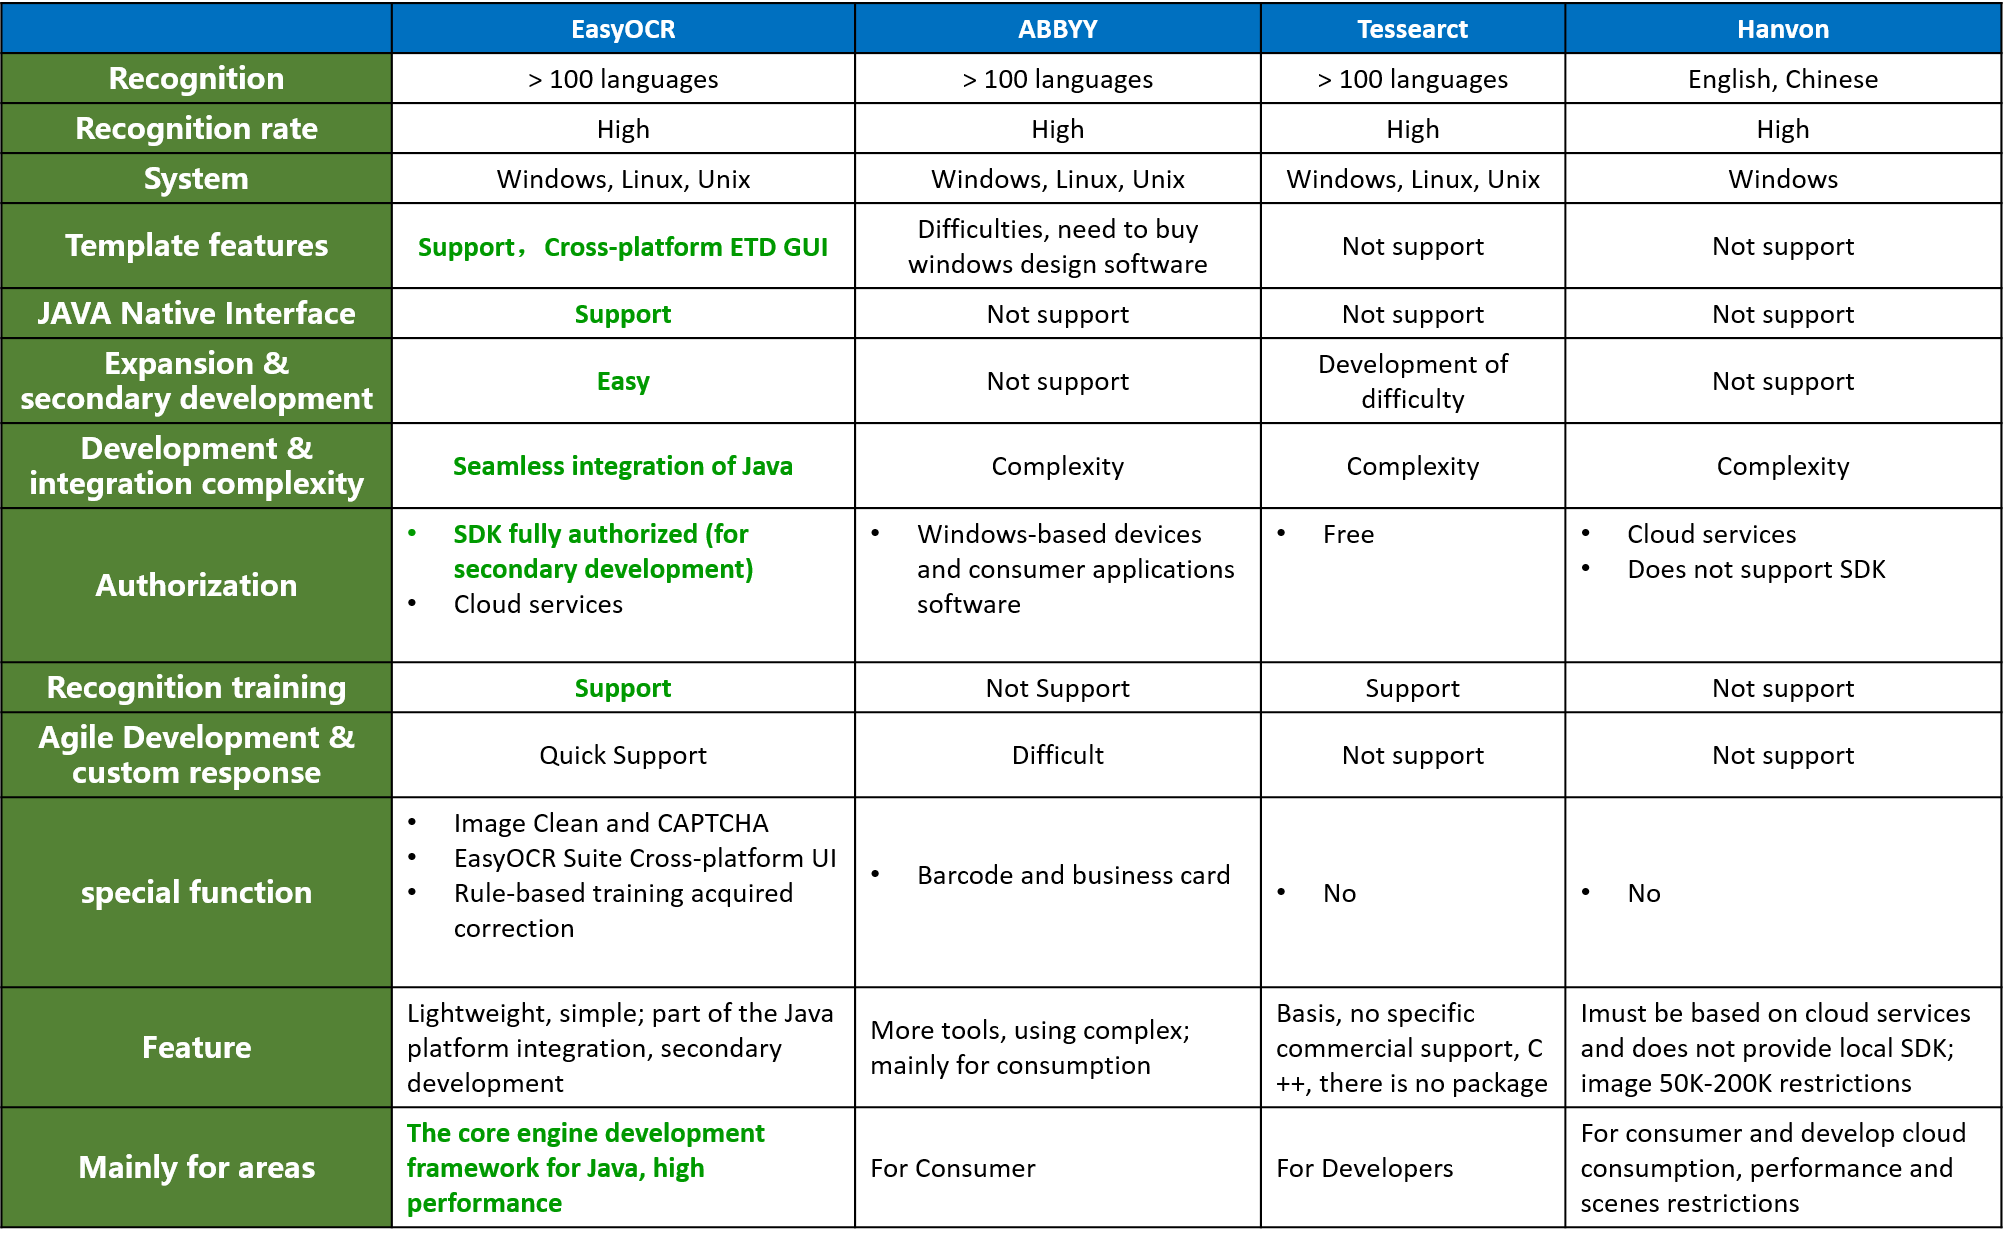 EasyOCR ABBYY Tessearct Hanvon
Recognition > 100 languages > 100 languages > 100 languages English, Chinese
Recognition rate High High High High
System Windows, Linux, Unix Windows, Linux, Unix Windows, Linux, Unix Windows
Template features
Support， Cross-platform ETD GUI
Difficulties, need to buy
windows design software
Not support
Not support
JAVA Native Interface Support Not support Not support Not support
Expansion &
secondary development
Easy
Not support
Development of
difficulty
Not support
Development &
integration complexity
Seamless integration of Java
Complexity
Complexity
Complexity
Authorization
• SDK fully authorized (for
secondary development)
• Cloud services
• Windows-based devices
and consumer applications
software
• Free
• Cloud services
• Does not support SDK
Recognition training Support Not Support Support Not support
Agile Development &
custom response
Quick Support
Difficult
Not support
Not support
special function
• Image Clean and CAPTCHA
• EasyOCR Suite Cross-platform UI
• Rule-based training acquired
correction
• Barcode and business card
• No
• No
Feature
Lightweight, simple; part of the Java
platform integration, secondary
development
More tools, using complex;
mainly for consumption
Basis, no specific
commercial support, C
++, there is no package
Imust be based on cloud services
and does not provide local SDK;
image 50K-200K restrictions
Mainly for areas
The core engine development
framework for Java, high
performance
For Consumer
For Developers
For consumer and develop cloud
consumption, performance and
scenes restrictions